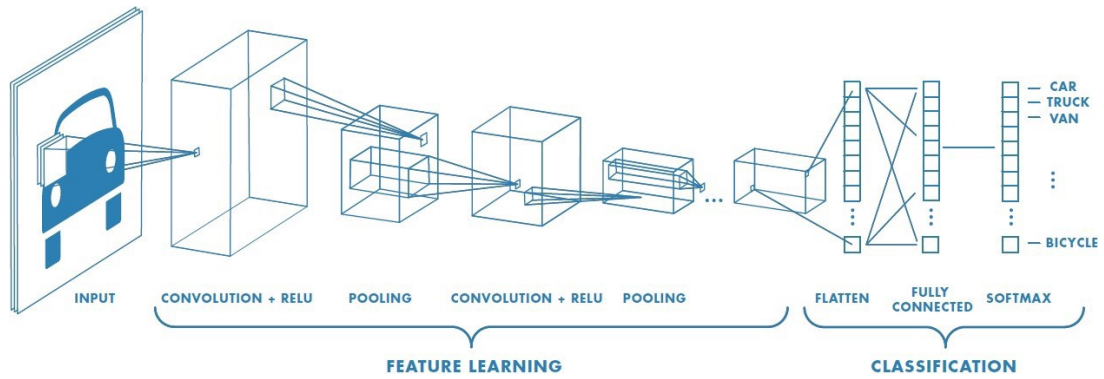 CAR
TRUCK
VAN
BICYCLE
INPUT
CONVOLUTION + RELU
POOLING
CONVOLUTION + RELU
POOLING
FLATTEN
FULLY
CONNECTED
SOFTMAX
FEATURE LEARNING
CLASSIFICATION